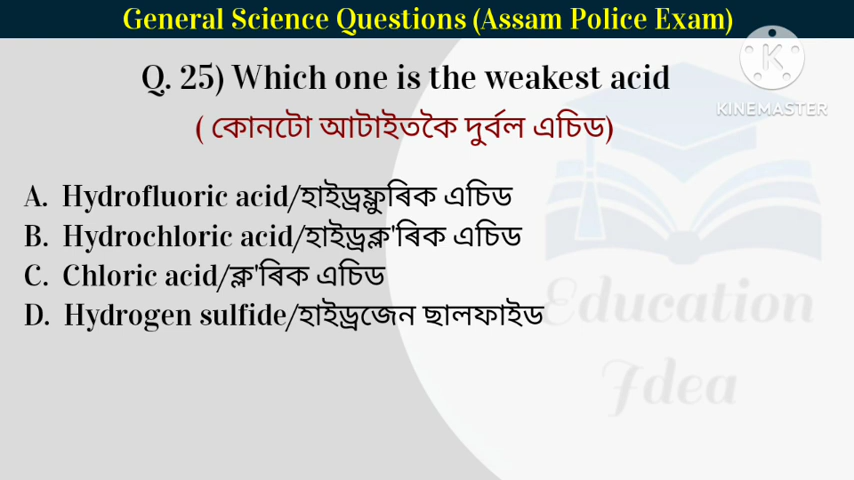 General Science Questions (Assam Police Exam)
KINEMASTER
Q. 25) Which one is the weakest acid
( কোনটো আটাইতকৈ দুৰ্বল এচিড)
A. Hydrofluoric acid/হাইড্ৰফ্লুৰিক এচিড
B. Hydrochloric acid/হাইড্ৰক্ল'ৰিক এচিড
C. Chloric acid/ক্ল'ৰিক এচিড
D. Hydrogen sulfide/হাইড্ৰজেন ছালফাইড
Education
Idea